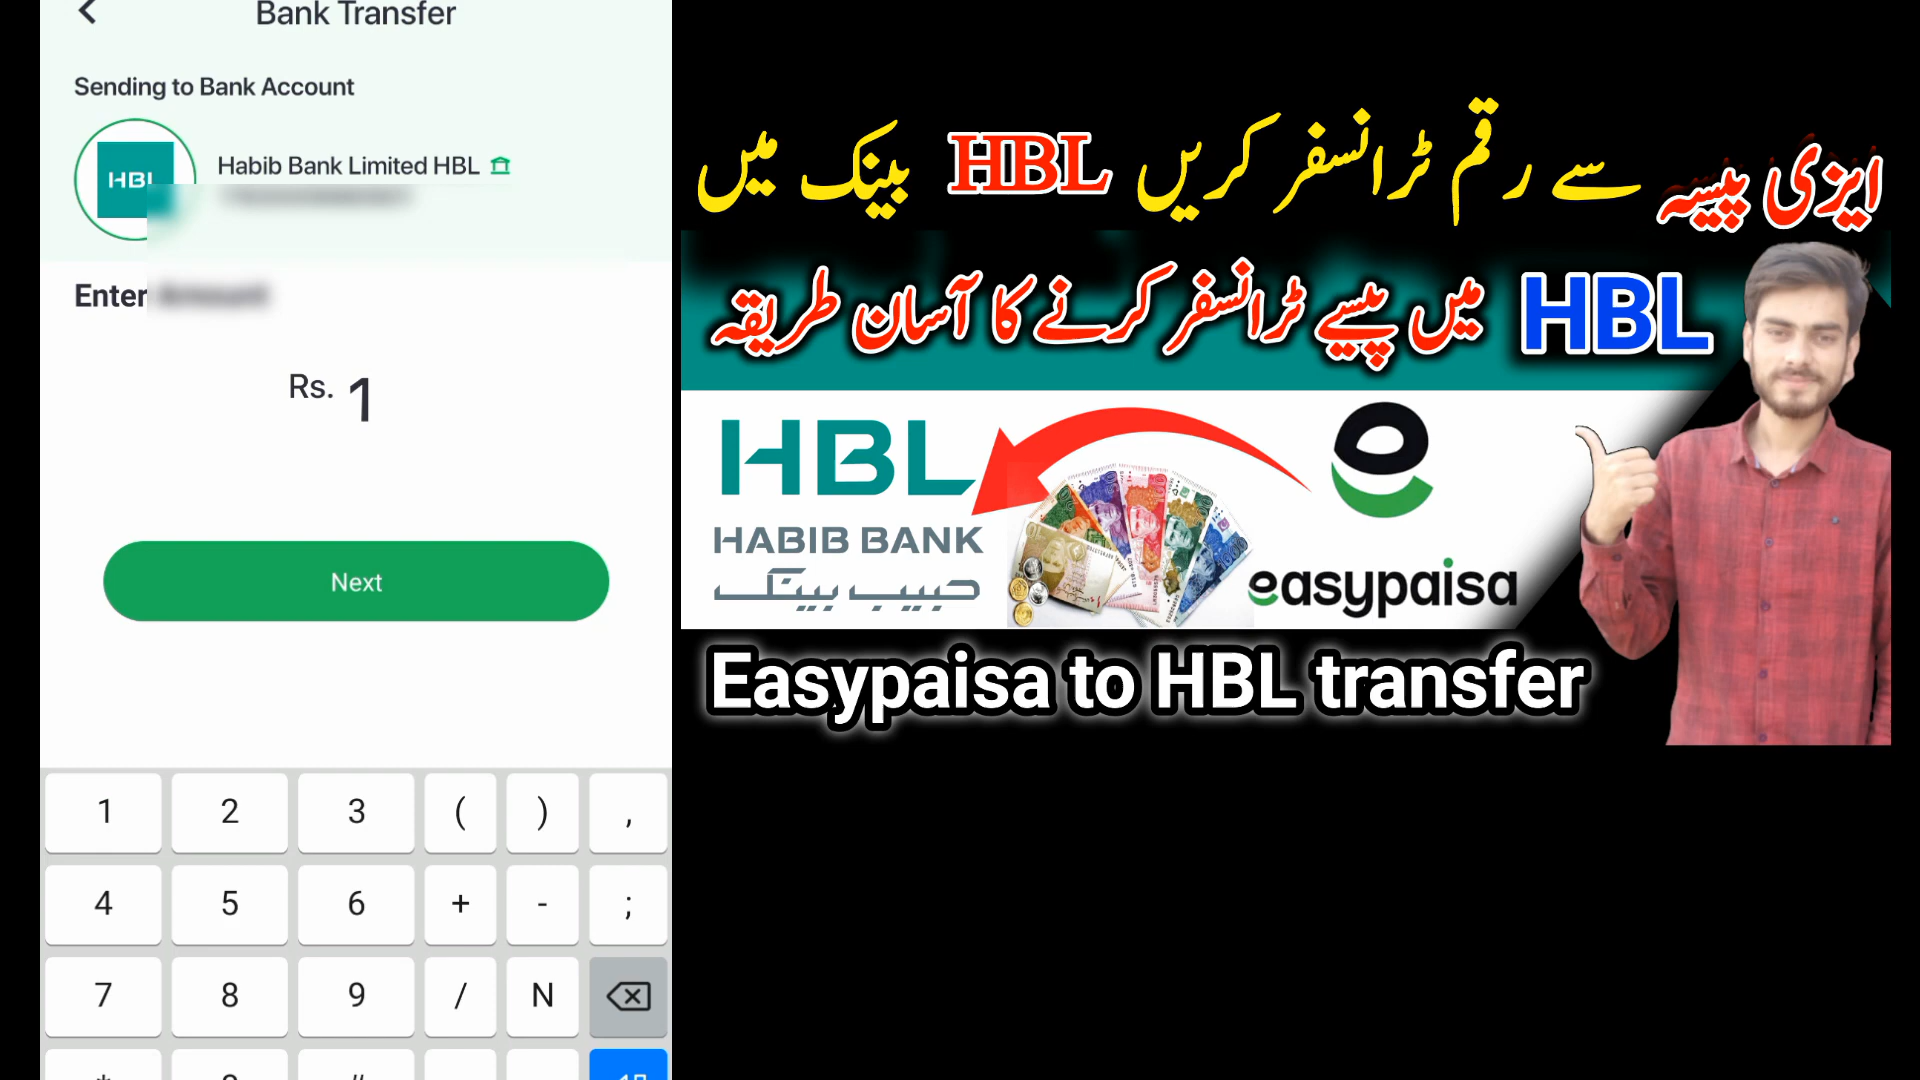 Bank Transfer
Sending to Bank Account
HBL
Habib Bank Limited HBL
Enter Amount
Rs. 1
Next
1 2 3 ( ) ,
4 5 6 + - ;
7 8 9 / N
ایزی پیسہ سے رقم ٹرانسفر کریں HBL بینک میں
HBL میں پیسے ٹرانسفر کرنے کا آسان طریقہ
HBL
HABIB BANK
حبیب بینک
easypaisa
Easypaisa to HBL transfer